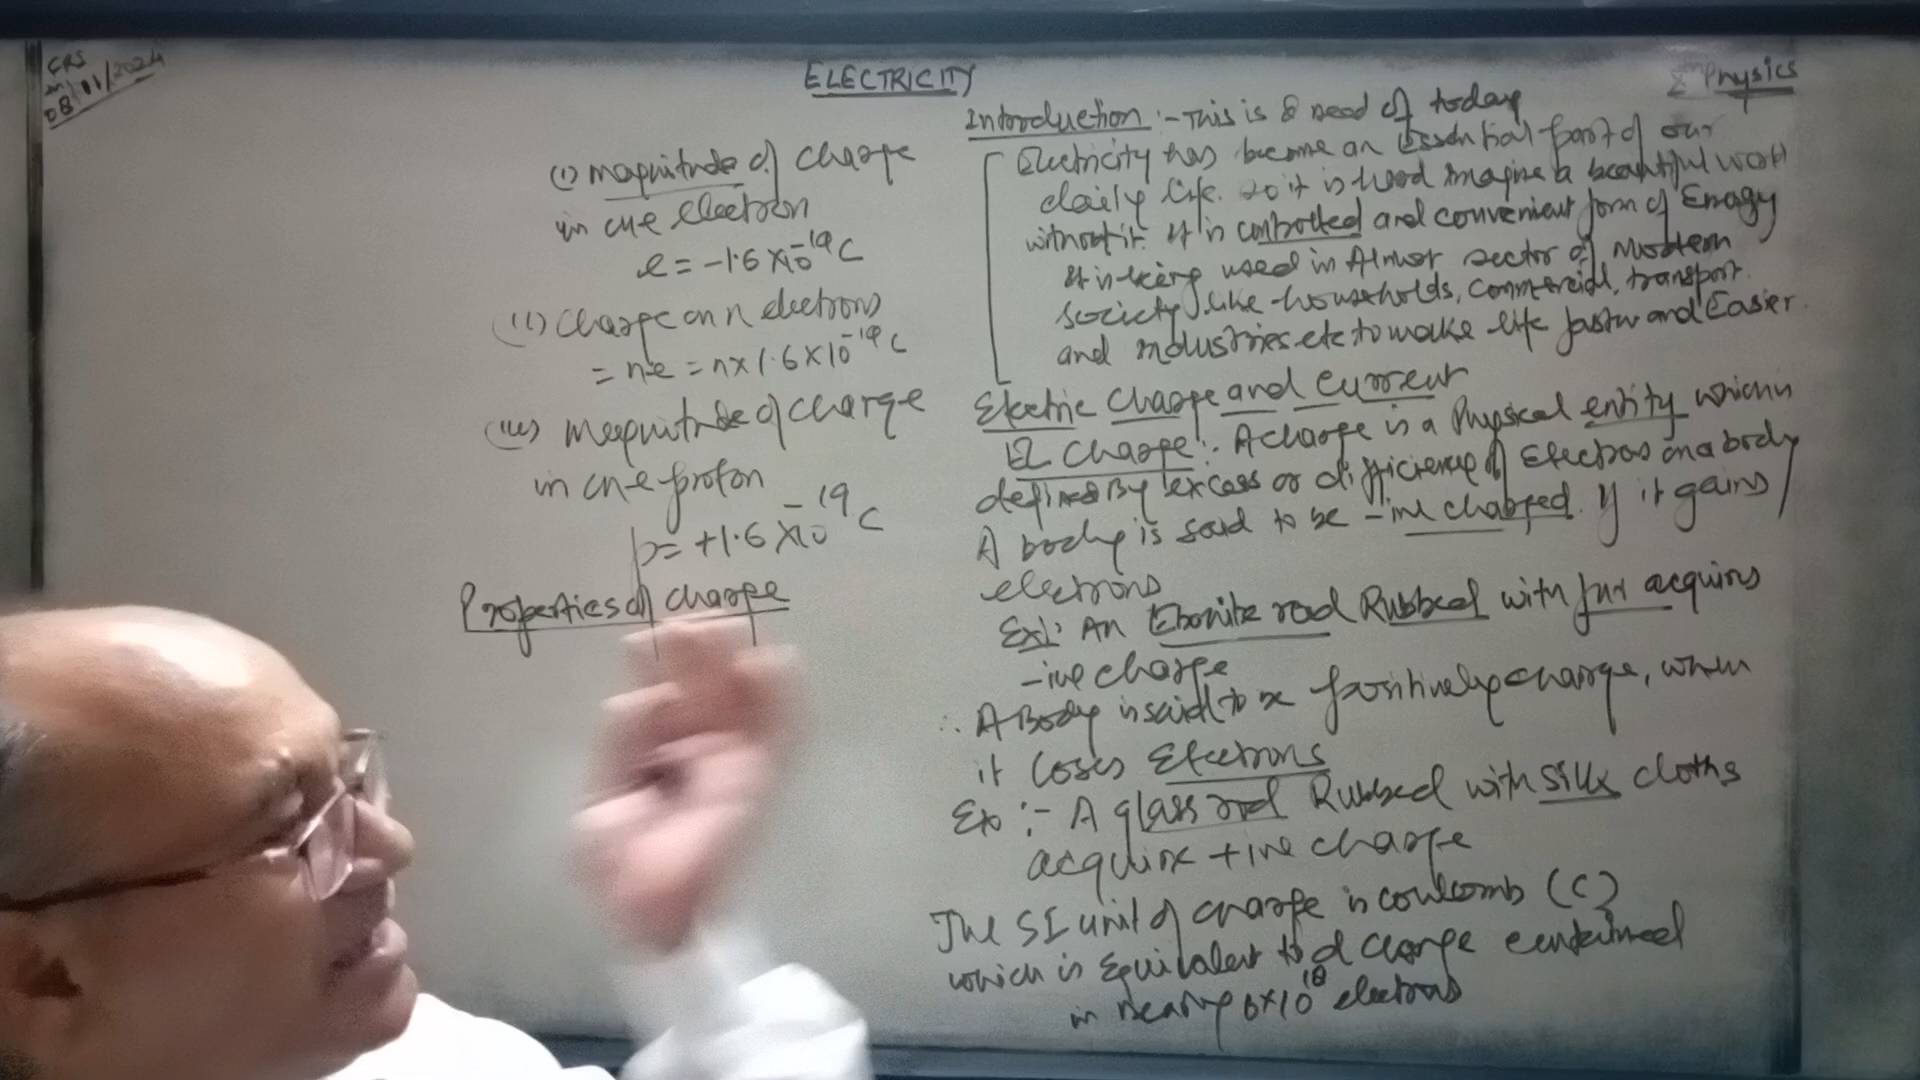 CRS
08/11/2024
ELECTRICITY
Physics
Introduction :- This is & need of today
Electricity has become an Essential part of our
daily life. so it is hard Imagine a beautiful world
without it. It is controlled and convenient form of Energy
It is being used in Almost sector of Modern
society like households, commercial, transport.
and industries etc to make life faster and Easier.
Electric Charge and Current
El Charge :- A charge is a Physical entity which is
defined By excess or difficiency of Electrons on a body
A body is said to be -ive charged. If it gains
electrons
Ex:- An Ebonite rod Rubbed with fur acquires
-ive charge
∴ A Body is said to be positively charge, when
it loses Electrons
Ex :- A glass rod Rubbed with silk cloths
acquire +ive charge
The SI unit of charge is coulomb (C)
which is Equivalent to d charge contained
in nearly 6×10^18 electrons
(i) magnitude of charge
in one electron
e = -1.6 × 10^-19 C
(ii) Charge on n electrons
= ne = n×1.6×10^-19 C
(iii) Magnitude of charge
in one proton
p = +1.6 × 10^-19 C
Properties of charge